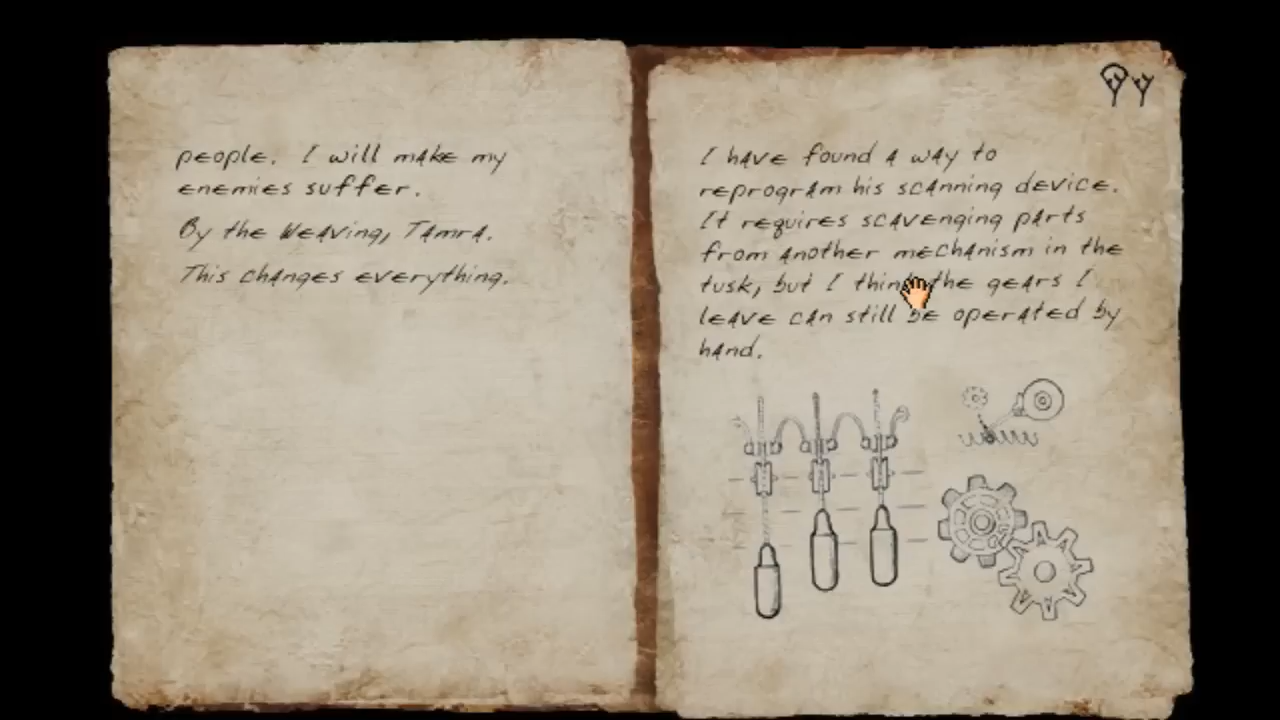 people. I will make my
enemies suffer.
By the Weaving, Tamra.
This changes everything.
I have found a way to
reprogram his scanning device.
It requires scavenging parts
from another mechanism in the
tusk, but I think the gears I
leave can still be operated by
hand.